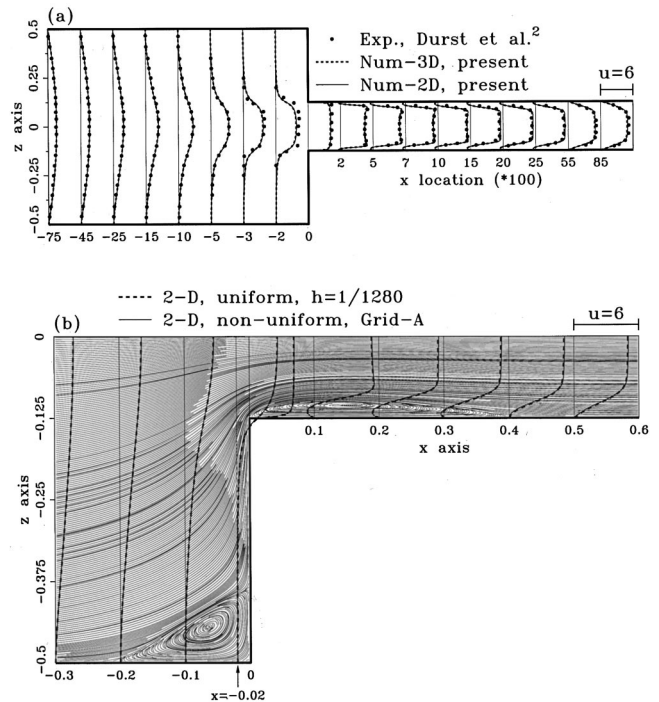 (a)
Exp., Durst et al.2
Num-3D, present
Num-2D, present
u=6
z axis
0.5
0.25
0
-0.25
-0.5
-75 -45 -25 -15 -10 -5 -3 -2 0
2 5 7 10 15 20 25 55 85
x location (*100)
2-D, uniform, h=1/1280
2-D, non-uniform, Grid-A
(b)
u=6
z axis
0
-0.125
-0.25
-0.375
-0.5
0.1 0.2 0.3 0.4 0.5 0.6
x axis
-0.3 -0.2 -0.1 0
x=-0.02